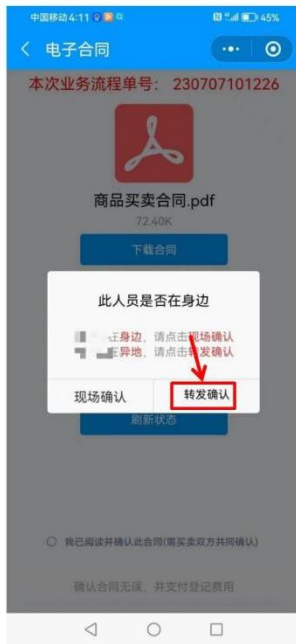 中国移动 4:11
45%
电子合同
本次业务流程单号： 230707101226
商品买卖合同.pdf
72.40K
下载合同
此人员是否在身边
在身边，请点击现场确认
在异地，请点击转发确认
现场确认
转发确认
刷新状态
我已阅读并确认此合同(需买卖双方共同确认)
确认合同无误，并支付登记费用